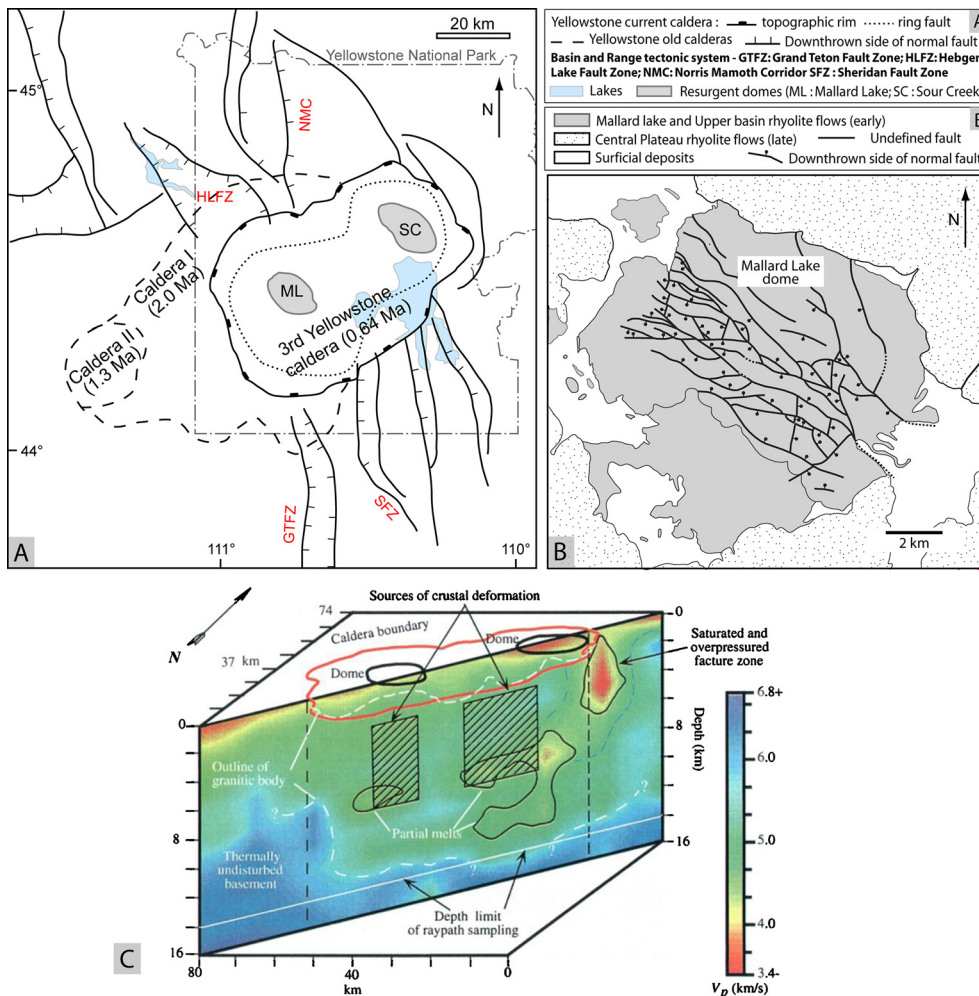 20 km
Yellowstone National Park
45°
N
NMC
HLFZ
SC
ML
Caldera I
(2.0 Ma)
Caldera II
(1.3 Ma)
3rd Yellowstone
caldera (0.64 Ma)
44°
GTFZ
SFZ
A
111°
110°
Yellowstone current caldera :
topographic rim
ring fault
A
Yellowstone old calderas
Downthrown side of normal fault
Basin and Range tectonic system - GTFZ: Grand Teton Fault Zone; HLFZ: Hebgen
Lake Fault Zone; NMC: Norris Mamoth Corridor SFZ : Sheridan Fault Zone
Lakes
Resurgent domes (ML : Mallard Lake; SC : Sour Creek
Mallard lake and Upper basin rhyolite flows (early)
Central Plateau rhyolite flows (late)
Undefined fault
Surficial deposits
Downthrown side of normal fault
N
Mallard Lake
dome
2 km
B
Sources of crustal deformation
74
Caldera boundary
Dome
Saturated and
overpressured
facture zone
N
37 km
Dome
0
0
Depth (km)
8
16
Outline of
granitic body
?
Partial melts
?
8
Thermally
undisturbed
basement
?
?
Depth limit
of raypath sampling
16
80
40
0
km
C
6.8+
6.0
5.0
4.0
3.4-
Vp (km/s)